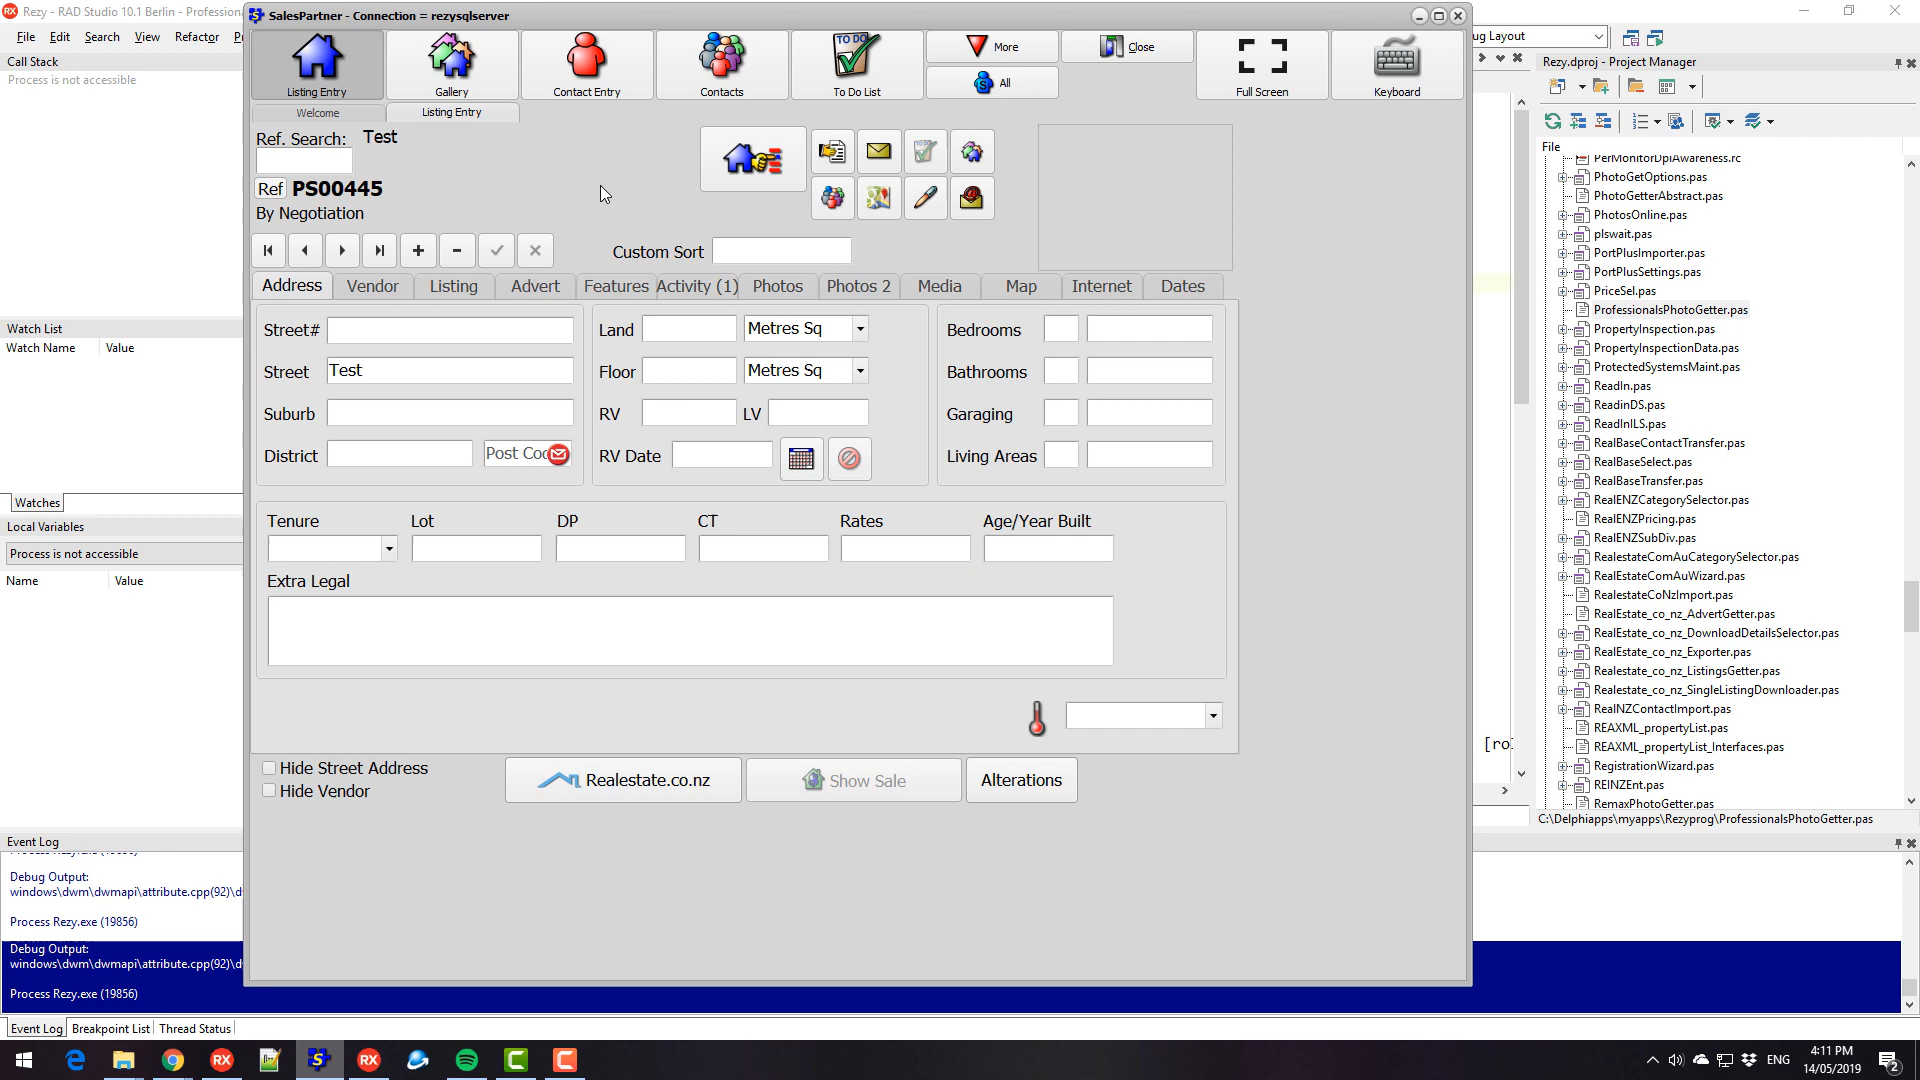 Rezy - RAD Studio 10.1 Berlin - Profession
SalesPartner - Connection = rezysqlserver
File Edit Search View Refactor
Call Stack
Process is not accessible
Watch List
Watch Name Value
Watches
Local Variables
Process is not accessible
Name Value
Listing Entry
Gallery
Contact Entry
Contacts
TO DO
To Do List
More
All
Close
Full Screen
Keyboard
Welcome
Listing Entry
Ref. Search: Test
Ref PS00445
By Negotiation
Custom Sort
Address Vendor Listing Advert Features Activity (1) Photos Photos 2 Media Map Internet Dates
Street#
Street Test
Suburb
District Post Co
Land Metres Sq
Floor Metres Sq
RV LV
RV Date
Bedrooms
Bathrooms
Garaging
Living Areas
Tenure Lot DP CT Rates Age/Year Built
Extra Legal
Hide Street Address
Hide Vendor
Realestate.co.nz
Show Sale
Alterations
ug Layout
Rezy.dproj - Project Manager
File
PerMonitorDpiAwareness.rc
PhotoGetOptions.pas
PhotoGetterAbstract.pas
PhotosOnline.pas
plswait.pas
PortPlusImporter.pas
PortPlusSettings.pas
PriceSel.pas
ProfessionalsPhotoGetter.pas
PropertyInspection.pas
PropertyInspectionData.pas
ProtectedSystemsMaint.pas
ReadIn.pas
ReadinDS.pas
ReadInILS.pas
RealBaseContactTransfer.pas
RealBaseSelect.pas
RealBaseTransfer.pas
RealENZCategorySelector.pas
RealENZPricing.pas
RealENZSubDiv.pas
RealestateComAuCategorySelector.pas
RealEstateComAuWizard.pas
RealestateCoNzImport.pas
RealEstate_co_nz_AdvertGetter.pas
RealEstate_co_nz_DownloadDetailsSelector.pas
RealEstate_co_nz_Exporter.pas
Realestate_co_nz_ListingsGetter.pas
Realestate_co_nz_SingleListingDownloader.pas
RealNZContactImport.pas
REAXML_propertyList.pas
REAXML_propertyList_Interfaces.pas
RegistrationWizard.pas
REINZEnt.pas
RemaxPhotoGetter.pas
C:\Delphiapps\myapps\Rezyprog\ProfessionalsPhotoGetter.pas
[ro
Event Log
Debug Output:
windows\dwm\dwmapi\attribute.cpp(92)\d
Process Rezy.exe (19856)
Debug Output:
windows\dwm\dwmapi\attribute.cpp(92)\d
Process Rezy.exe (19856)
Event Log Breakpoint List Thread Status
ENG
4:11 PM
14/05/2019
2